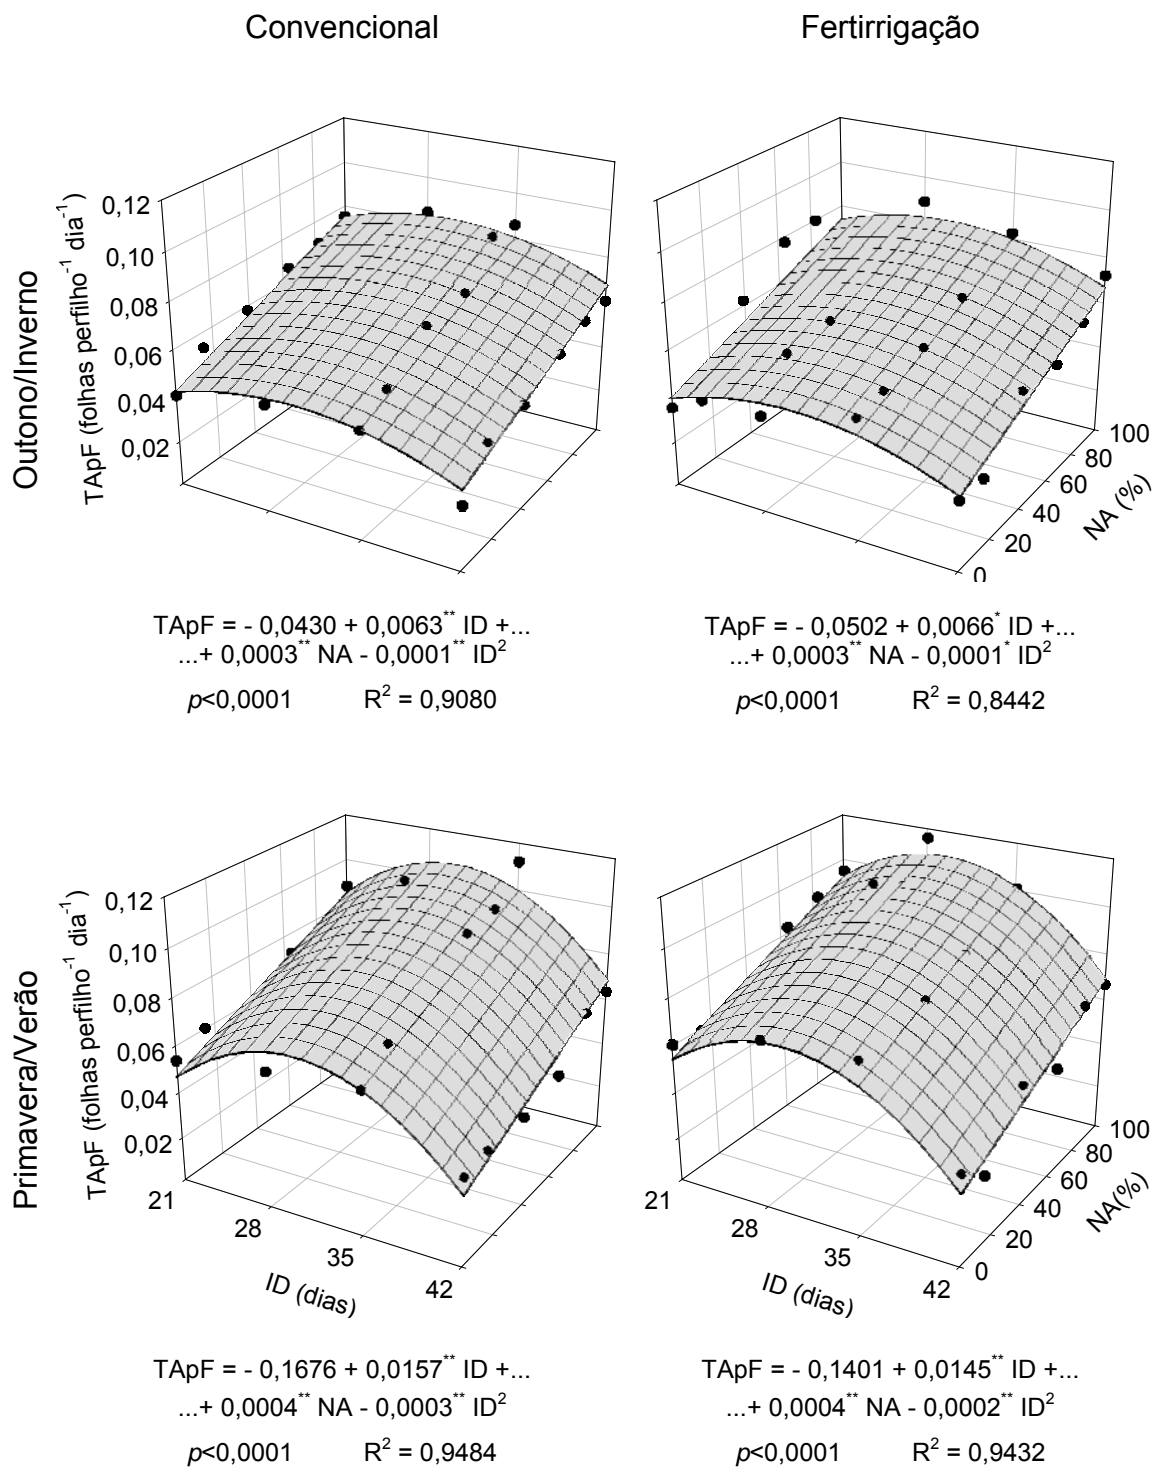 Convencional
Fertirrigação
Outono/Inverno
TApF (folhas perfilho⁻¹ dia⁻¹)
0,12
0,10
0,08
0,06
0,04
0,02
100
80
60
40
20
0
NA (%)
TApF = - 0,0430 + 0,0063** ID +...
...+ 0,0003** NA - 0,0001** ID²
p<0,0001 R² = 0,9080
TApF = - 0,0502 + 0,0066* ID +...
...+ 0,0003** NA - 0,0001* ID²
p<0,0001 R² = 0,8442
Primavera/Verão
TApF (folhas perfilho⁻¹ dia⁻¹)
0,12
0,10
0,08
0,06
0,04
0,02
21
28
35
42
ID (dias)
21
28
35
42
ID (dias)
100
80
60
40
20
0
NA(%)
TApF = - 0,1676 + 0,0157** ID +...
...+ 0,0004** NA - 0,0003** ID²
p<0,0001 R² = 0,9484
TApF = - 0,1401 + 0,0145** ID +...
...+ 0,0004** NA - 0,0002** ID²
p<0,0001 R² = 0,9432